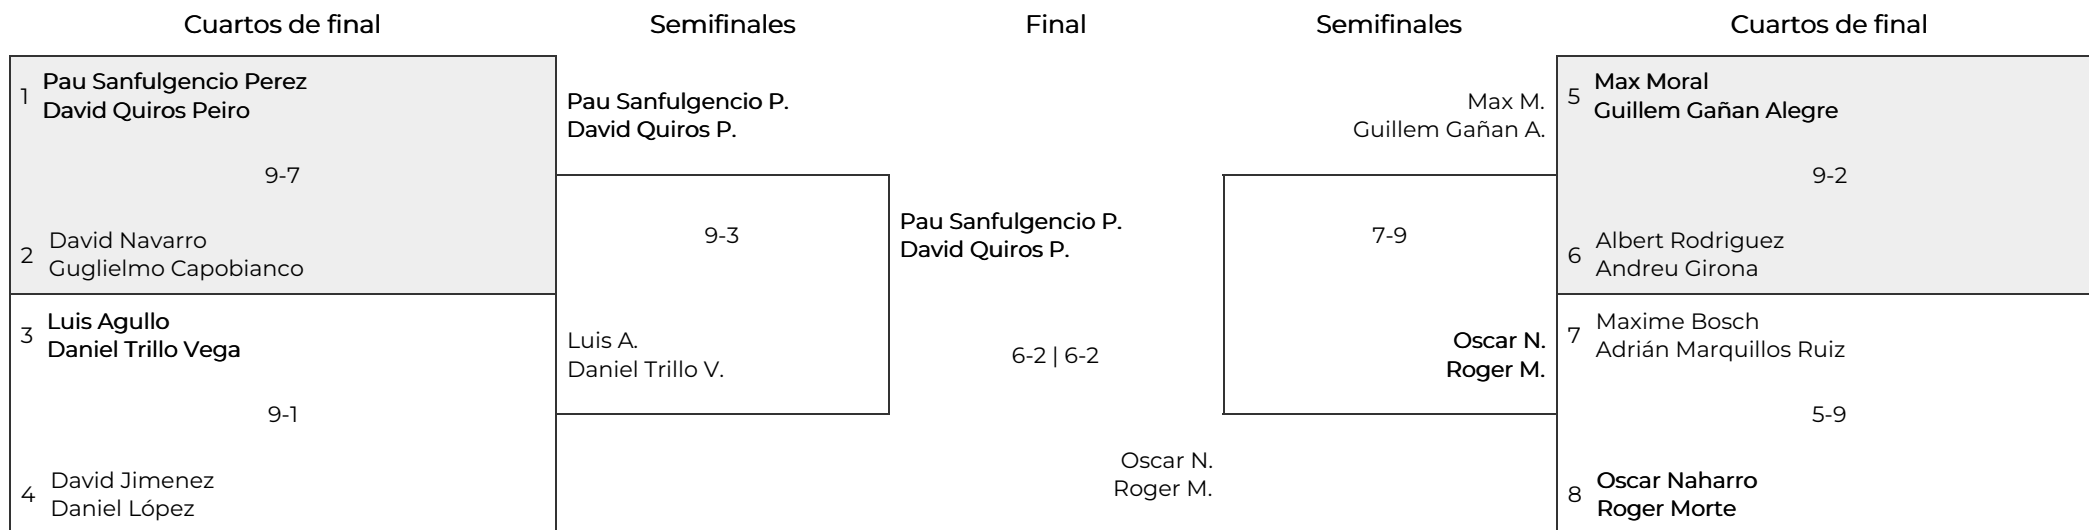 Cuartos de final
Semifinales
Final
Semifinales
Cuartos de final
1
Pau Sanfulgencio Perez
David Quiros Peiro
9-7
2
David Navarro
Guglielmo Capobianco
3
Luis Agullo
Daniel Trillo Vega
9-1
4
David Jimenez
Daniel López
Pau Sanfulgencio P.
David Quiros P.
9-3
Luis A.
Daniel Trillo V.
Pau Sanfulgencio P.
David Quiros P.
6-2 | 6-2
Oscar N.
Roger M.
Max M.
Guillem Gañan A.
7-9
Oscar N.
Roger M.
5
Max Moral
Guillem Gañan Alegre
9-2
6
Albert Rodriguez
Andreu Girona
7
Maxime Bosch
Adrián Marquillos Ruiz
5-9
8
Oscar Naharro
Roger Morte